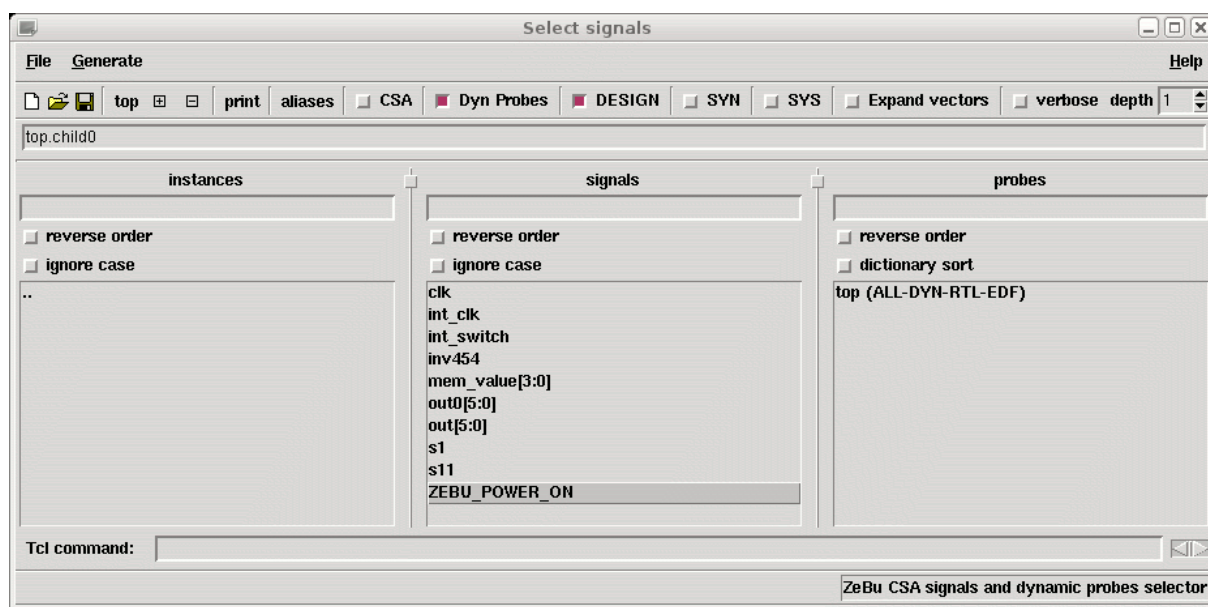 Select signals
File Generate Help
top print aliases CSA Dyn Probes DESIGN SYN SYS Expand vectors verbose depth 1
top.child0
instances signals probes
reverse order reverse order reverse order
ignore case ignore case dictionary sort
.. clk top (ALL-DYN-RTL-EDF)
int_clk
int_switch
inv454
mem_value[3:0]
out0[5:0]
out[5:0]
s1
s11
ZEBU_POWER_ON
Tcl command:
ZeBu CSA signals and dynamic probes selector